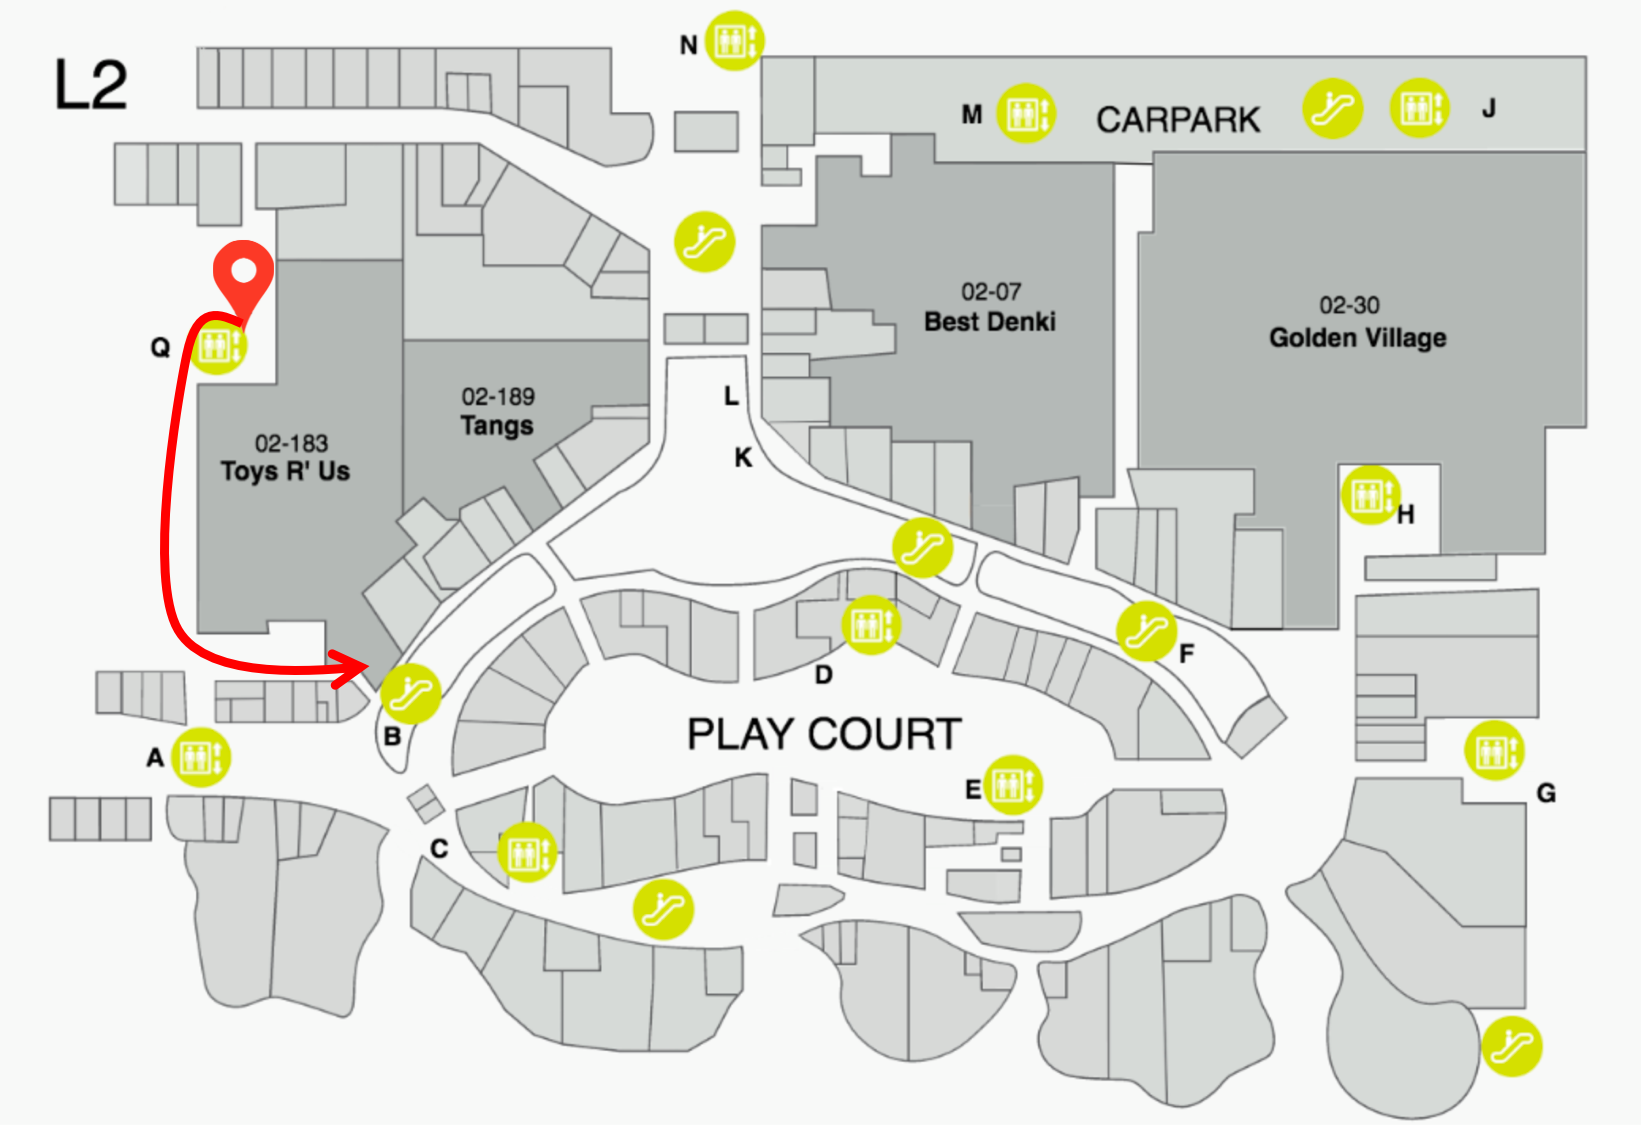 L2
N
M
CARPARK
J
02-07
Best Denki
02-30
Golden Village
Q
02-189
Tangs
L
02-183
Toys R' Us
K
H
F
D
B
PLAY COURT
A
E
G
C